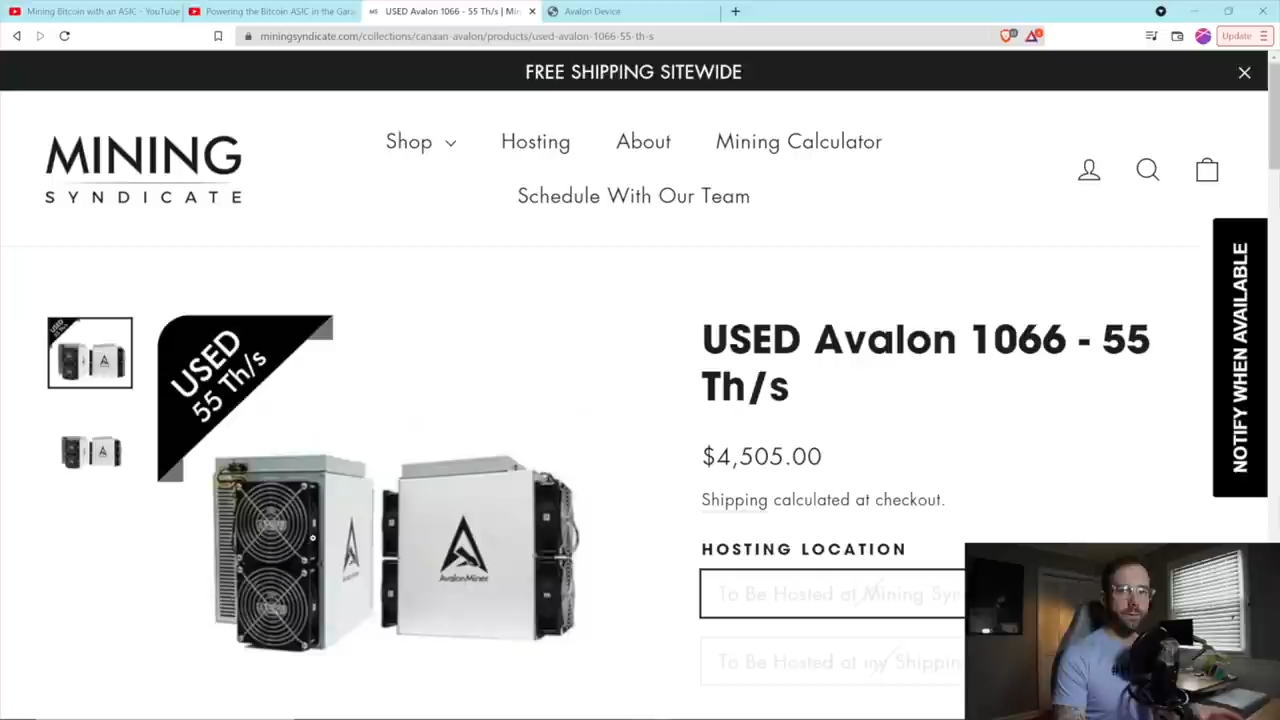 Mining Bitcoin with an ASIC - YouTube
Powering the Bitcoin ASIC in the Gara
USED Avalon 1066 - 55 Th/s | Min
Avalon Device
miningsyndicate.com/collections/canaan-avalon/products/used-avalon-1066-55-th-s
Update
FREE SHIPPING SITEWIDE
MINING
SYNDICATE
Shop
Hosting
About
Mining Calculator
Schedule With Our Team
NOTIFY WHEN AVAILABLE
USED
55 Th/s
AvalonMiner
USED Avalon 1066 - 55
Th/s
$4,505.00
Shipping calculated at checkout.
HOSTING LOCATION
To Be Hosted at Mining Syn
To Be Hosted at my Shippin